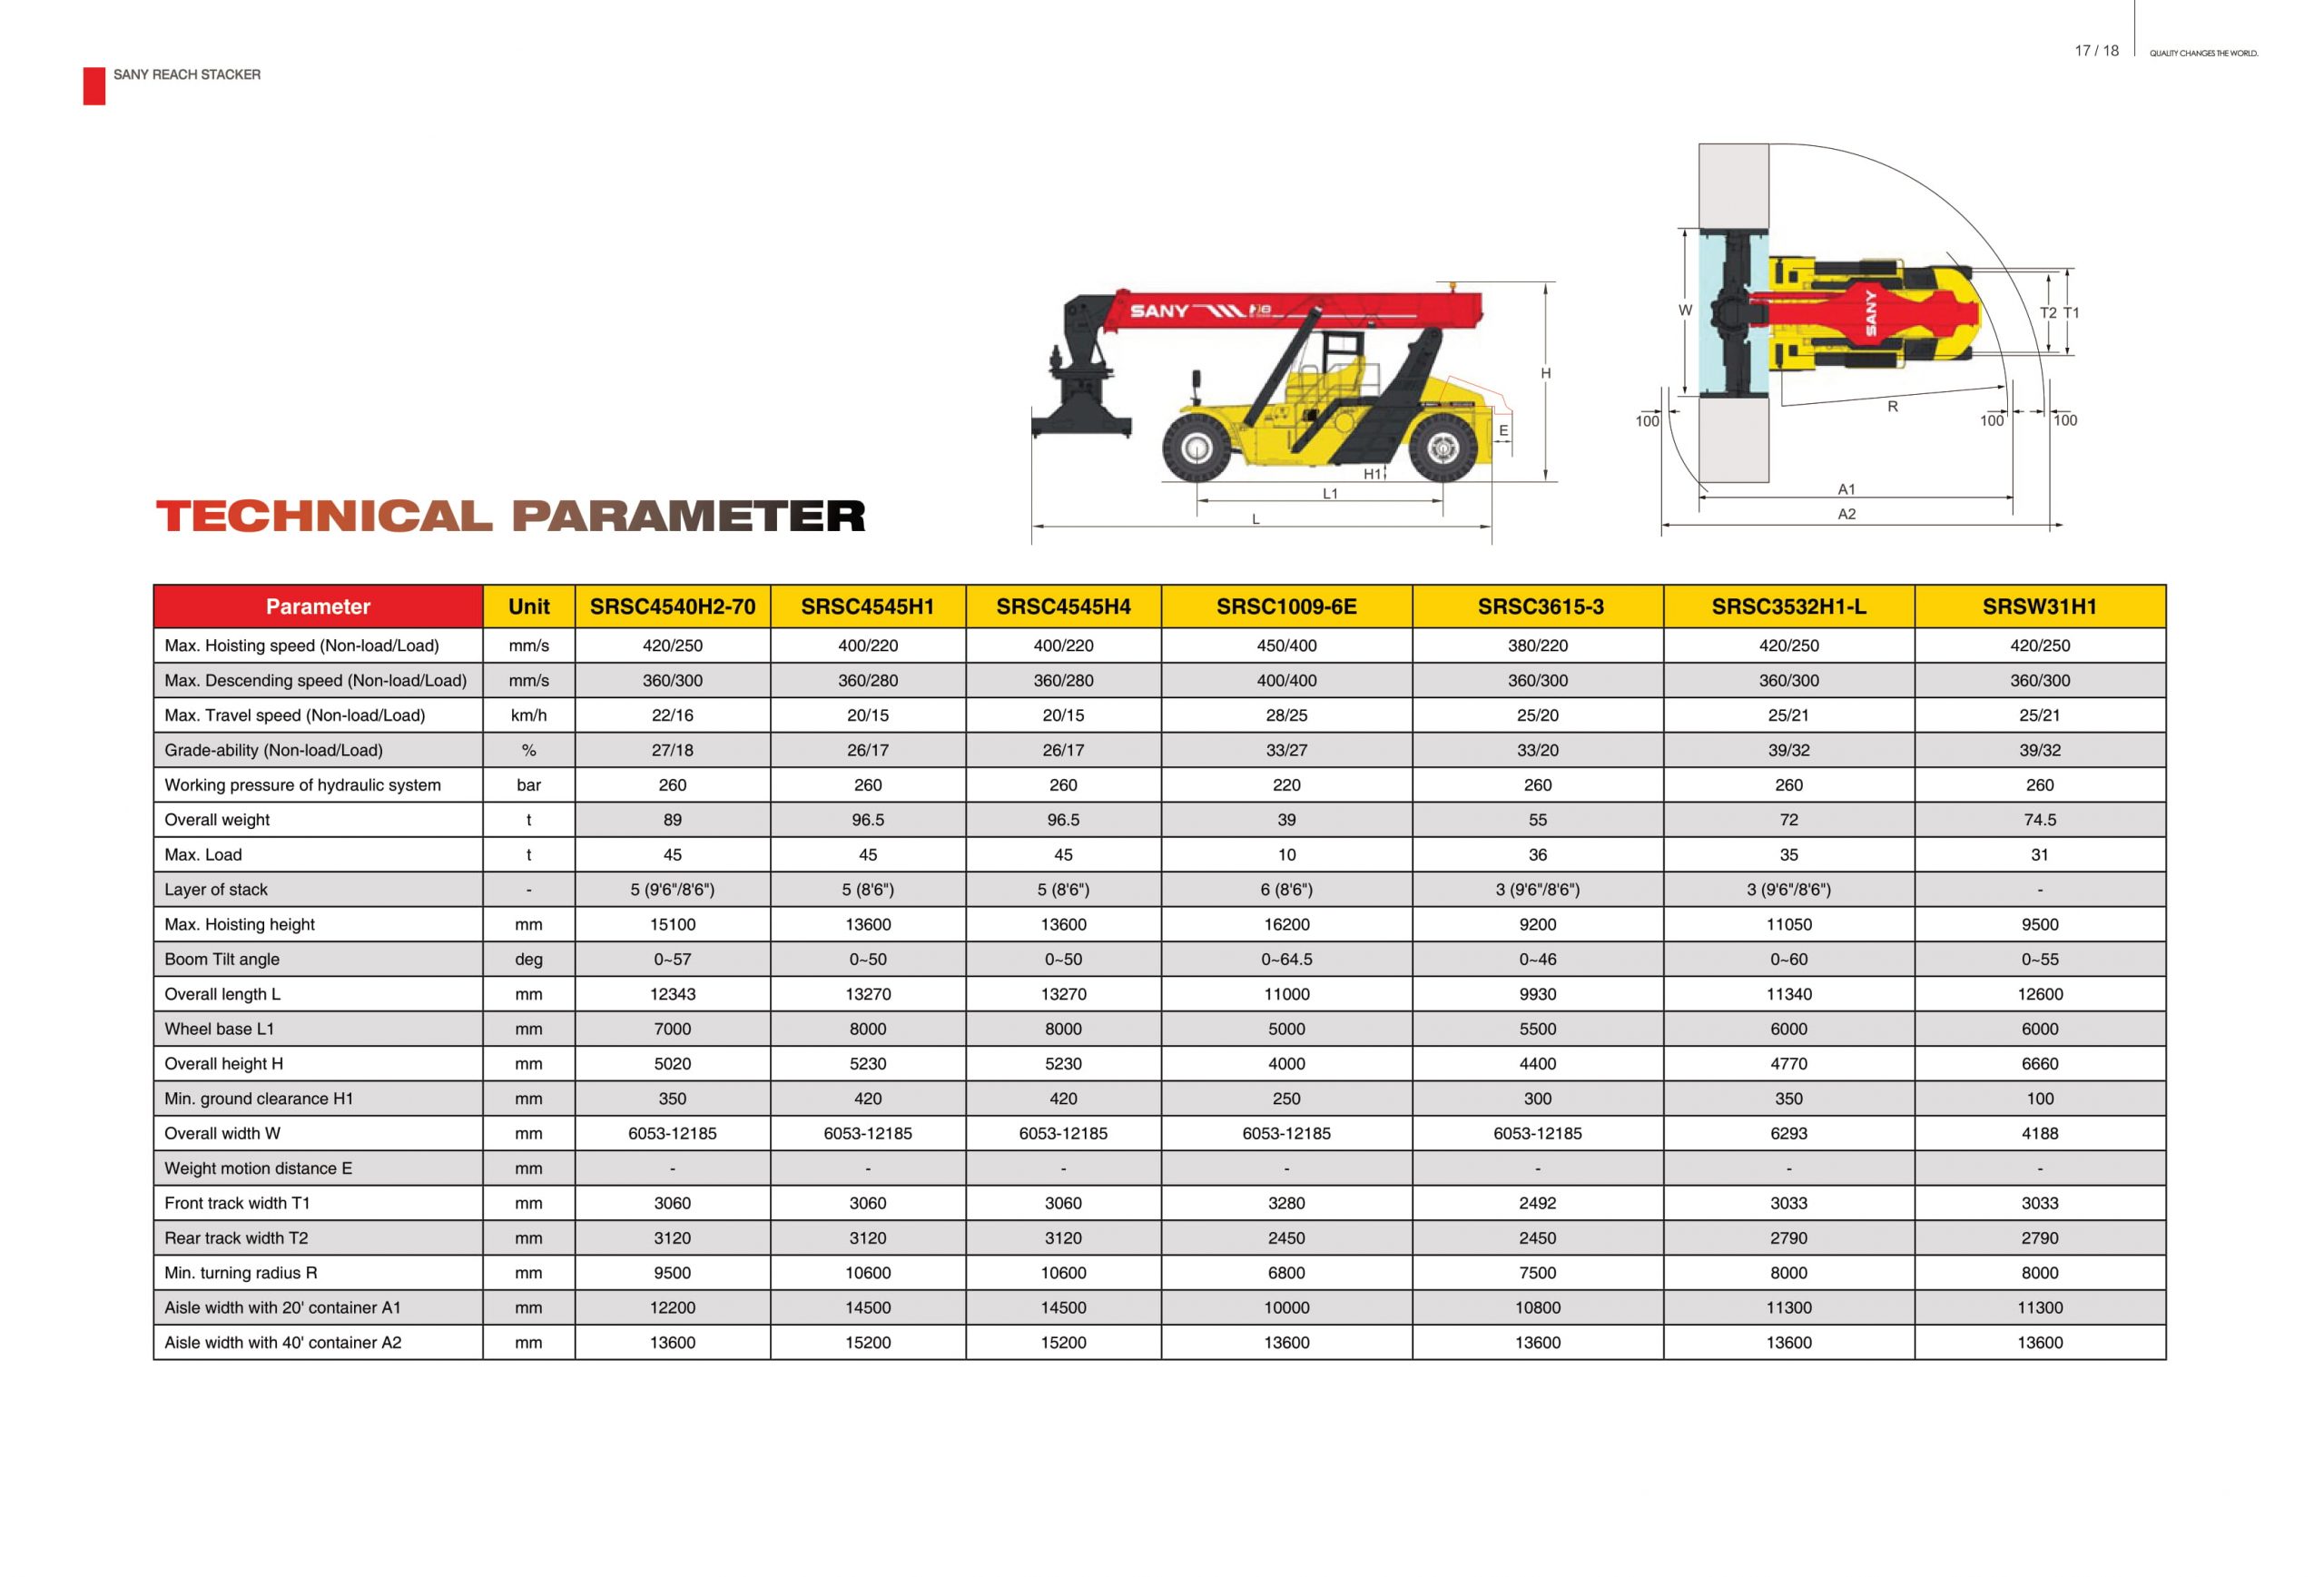 17 / 18
QUALITY CHANGES THE WORLD.
SANY REACH STACKER
SANY
SANY
W
T2 T1
H
R
E
100
100
100
H1
L1
L
A1
A2
TECHNICAL PARAMETER
Parameter Unit SRSC4540H2-70 SRSC4545H1 SRSC4545H4 SRSC1009-6E SRSC3615-3 SRSC3532H1-L SRSW31H1
Max. Hoisting speed (Non-load/Load) mm/s 420/250 400/220 400/220 450/400 380/220 420/250 420/250
Max. Descending speed (Non-load/Load) mm/s 360/300 360/280 360/280 400/400 360/300 360/300 360/300
Max. Travel speed (Non-load/Load) km/h 22/16 20/15 20/15 28/25 25/20 25/21 25/21
Grade-ability (Non-load/Load) % 27/18 26/17 26/17 33/27 33/20 39/32 39/32
Working pressure of hydraulic system bar 260 260 260 220 260 260 260
Overall weight t 89 96.5 96.5 39 55 72 74.5
Max. Load t 45 45 45 10 36 35 31
Layer of stack - 5 (9'6"/8'6") 5 (8'6") 5 (8'6") 6 (8'6") 3 (9'6"/8'6") 3 (9'6"/8'6") -
Max. Hoisting height mm 15100 13600 13600 16200 9200 11050 9500
Boom Tilt angle deg 0~57 0~50 0~50 0~64.5 0~46 0~60 0~55
Overall length L mm 12343 13270 13270 11000 9930 11340 12600
Wheel base L1 mm 7000 8000 8000 5000 5500 6000 6000
Overall height H mm 5020 5230 5230 4000 4400 4770 6660
Min. ground clearance H1 mm 350 420 420 250 300 350 100
Overall width W mm 6053-12185 6053-12185 6053-12185 6053-12185 6053-12185 6293 4188
Weight motion distance E mm - - - - - - -
Front track width T1 mm 3060 3060 3060 3280 2492 3033 3033
Rear track width T2 mm 3120 3120 3120 2450 2450 2790 2790
Min. turning radius R mm 9500 10600 10600 6800 7500 8000 8000
Aisle width with 20' container A1 mm 12200 14500 14500 10000 10800 11300 11300
Aisle width with 40' container A2 mm 13600 15200 15200 13600 13600 13600 13600